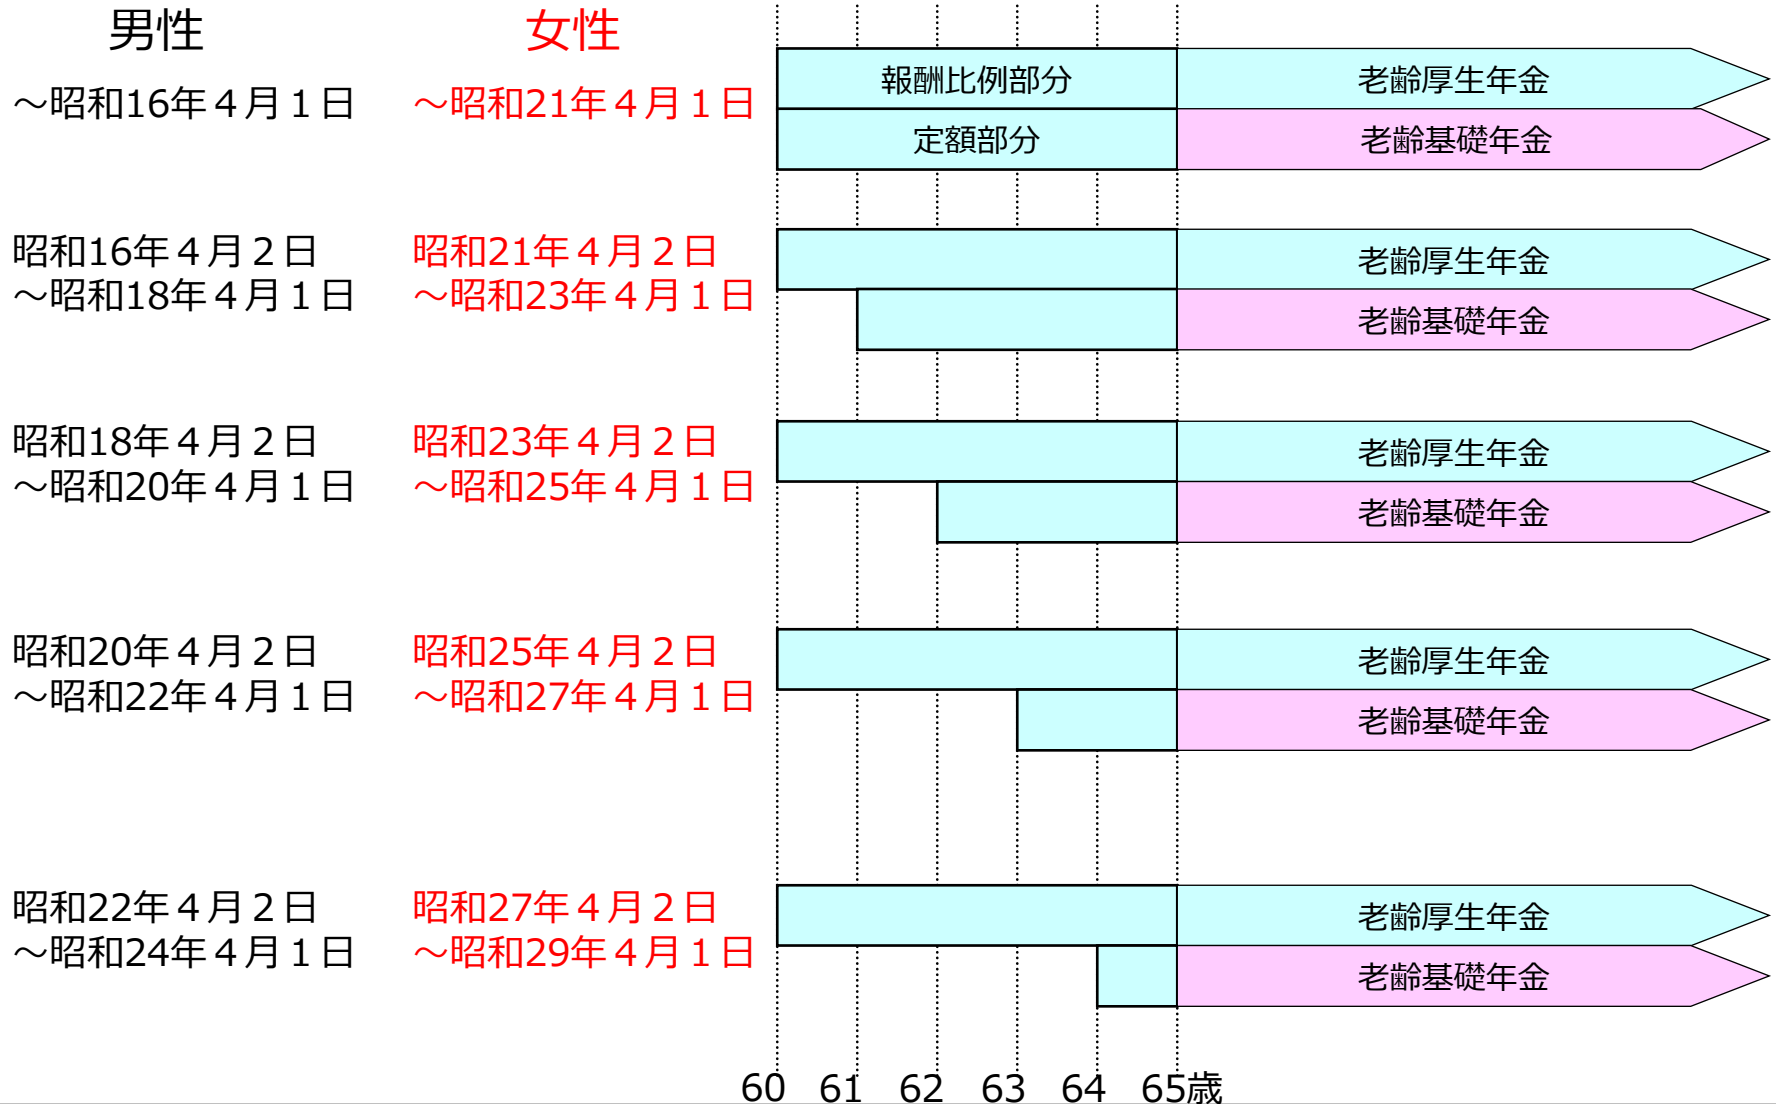 男性
女性
～昭和16年４月１日
～昭和21年４月１日
報酬比例部分
老齢厚生年金
定額部分
老齢基礎年金
昭和16年４月２日
～昭和18年４月１日
昭和21年４月２日
～昭和23年４月１日
老齢厚生年金
老齢基礎年金
昭和18年４月２日
～昭和20年４月１日
昭和23年４月２日
～昭和25年４月１日
老齢厚生年金
老齢基礎年金
昭和20年４月２日
～昭和22年４月１日
昭和25年４月２日
～昭和27年４月１日
老齢厚生年金
老齢基礎年金
昭和22年４月２日
～昭和24年４月１日
昭和27年４月２日
～昭和29年４月１日
老齢厚生年金
老齢基礎年金
60 61 62 63 64 65歳